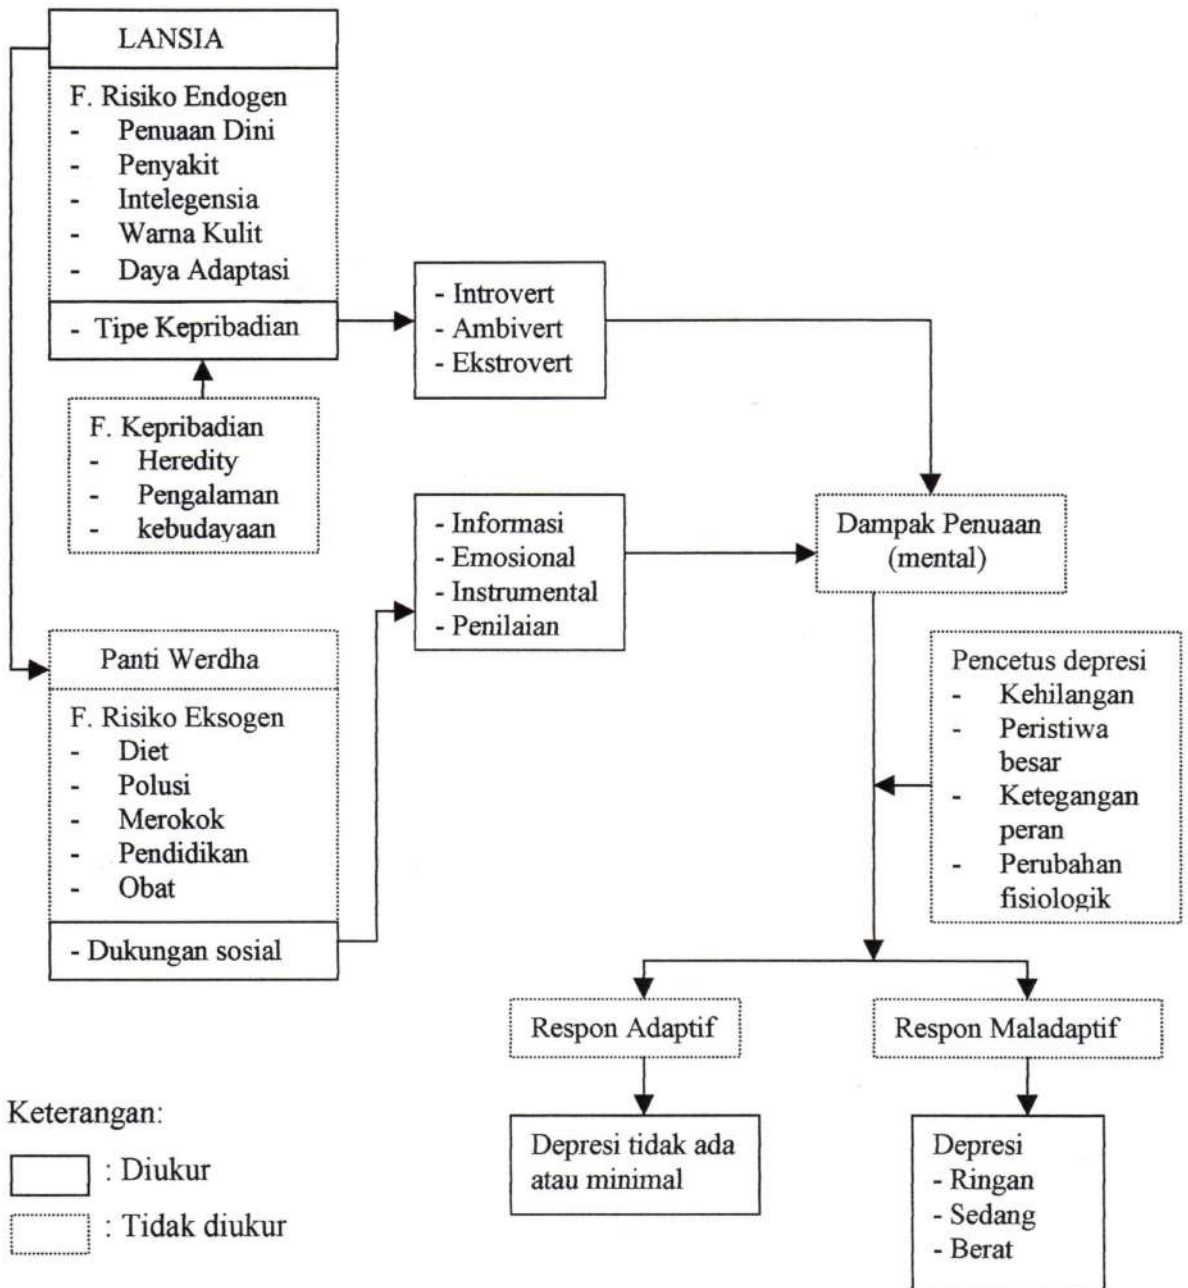 LANSIA
F. Risiko Endogen
- Penuaan Dini
- Penyakit
- Intelegensia
- Warna Kulit
- Daya Adaptasi
- Tipe Kepribadian
- Introvert
- Ambivert
- Ekstrovert
F. Kepribadian
- Heredity
- Pengalaman
- kebudayaan
- Informasi
- Emosional
- Instrumental
- Penilaian
Dampak Penuaan
(mental)
Panti Werdha
F. Risiko Eksogen
- Diet
- Polusi
- Merokok
- Pendidikan
- Obat
- Dukungan sosial
Pencetus depresi
- Kehilangan
- Peristiwa
besar
- Ketegangan
peran
- Perubahan
fisiologik
Respon Adaptif
Respon Maladaptif
Depresi tidak ada
atau minimal
Depresi
- Ringan
- Sedang
- Berat
Keterangan:
: Diukur
: Tidak diukur